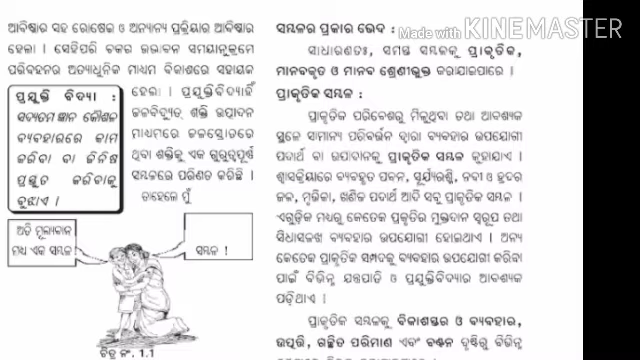 ଆବିଷ୍କାର ସହ ରୋଷେଇ ଓ ଅନ୍ୟାନ୍ୟ ପ୍ରକ୍ରିୟାର ଆବିଷ୍କାର
ହେଲା । ସେହିପରି ଚକର ଉଦ୍ଭାବନ ସମୟାନୁକ୍ରମେ
ପରିବହନର ଅତ୍ୟାଧୁନିକ ମାଧ୍ୟମ ବିକାଶରେ ସହାୟକ
ହେଲା । ପ୍ରଯୁକ୍ତି ବିଦ୍ୟାହିଁ
ଜଳବିଦ୍ୟୁତ୍ ଶକ୍ତି ଉତ୍ପାଦନ
ମାଧ୍ୟମରେ ଜଳସ୍ରୋତରେ
ଥିବା ଶକ୍ତିକୁ ଏକ ଗୁରୁତ୍ୱପୂର୍ଣ୍ଣ
ସମ୍ବଳରେ ପରିଣତ କରିଛି ।
ତାହେଲେ ମୁଁ
ପ୍ରଯୁକ୍ତି ବିଦ୍ୟା :
ସଦ୍ୟତମ ଜ୍ଞାନ କୌଶଳ
ବ୍ୟବହାରରେ କାମ
କରିବା ବା ଜିନିଷ
ପ୍ରସ୍ତୁତ କରିବାକୁ
ବୁଝାଏ ।
ଅତି ମୂଲ୍ୟବାନ
ମଧ୍ୟ ଏକ ସମ୍ବଳ
ସମ୍ବଳ !
ଚିତ୍ର ନଂ. 1.1
ସମ୍ବଳର ପ୍ରକାର ଭେଦ :
ସାଧାରଣତଃ, ସମସ୍ତ ସମ୍ବଳକୁ ପ୍ରାକୃତିକ,
ମାନବକୃତ ଓ ମାନବ ଶ୍ରେଣୀଭୁକ୍ତ କରାଯାଇପାରେ ।
ପ୍ରାକୃତିକ ସମ୍ବଳ :
ପ୍ରାକୃତିକ ପରିବେଶରୁ ମିଳୁଥିବା ତଥା ଆବଶ୍ୟକ
ସ୍ଥଳେ ସାମାନ୍ୟ ପରିବର୍ତ୍ତନ ଦ୍ୱାରା ବ୍ୟବହାର ଉପଯୋଗୀ
ପଦାର୍ଥ ବା ଉପାଦାନକୁ ପ୍ରାକୃତିକ ସମ୍ବଳ କୁହାଯାଏ ।
ଶ୍ୱାସକ୍ରିୟାରେ ବ୍ୟବହୃତ ପବନ, ସୂର୍ଯ୍ୟରଶ୍ମି, ନଦୀ ଓ ହ୍ରଦର
ଜଳ, ମୃତ୍ତିକା, ଖଣିଜ ପଦାର୍ଥ ଆଦି ସବୁ ପ୍ରାକୃତିକ ସମ୍ବଳ ।
ଏଗୁଡ଼ିକ ମଧ୍ୟରୁ କେତେକ ପ୍ରକୃତିର ମୁକ୍ତଦାନ ସ୍ୱରୂପ ତଥା
ସିଧାସଳଖ ବ୍ୟବହାର ଉପଯୋଗୀ ହୋଇଥାଏ । ଅନ୍ୟ
କେତେକ ପ୍ରାକୃତିକ ସମ୍ପଦକୁ ବ୍ୟବହାର ଉପଯୋଗୀ କରିବା
ପାଇଁ ବିଭିନ୍ନ ଯନ୍ତ୍ରପାତି ଓ ପ୍ରଯୁକ୍ତିବିଦ୍ୟାର ଆବଶ୍ୟକ
ପଡ଼ିଥାଏ ।
ପ୍ରାକୃତିକ ସମ୍ବଳକୁ ବିକାଶସ୍ତର ଓ ବ୍ୟବହାର,
ଉତ୍ପତ୍ତି, ଗଚ୍ଛିତ ପରିମାଣ ଏବଂ ବଣ୍ଟନ ଦୃଷ୍ଟିରୁ ବିଭିନ୍ନ
Made with KINEMASTER